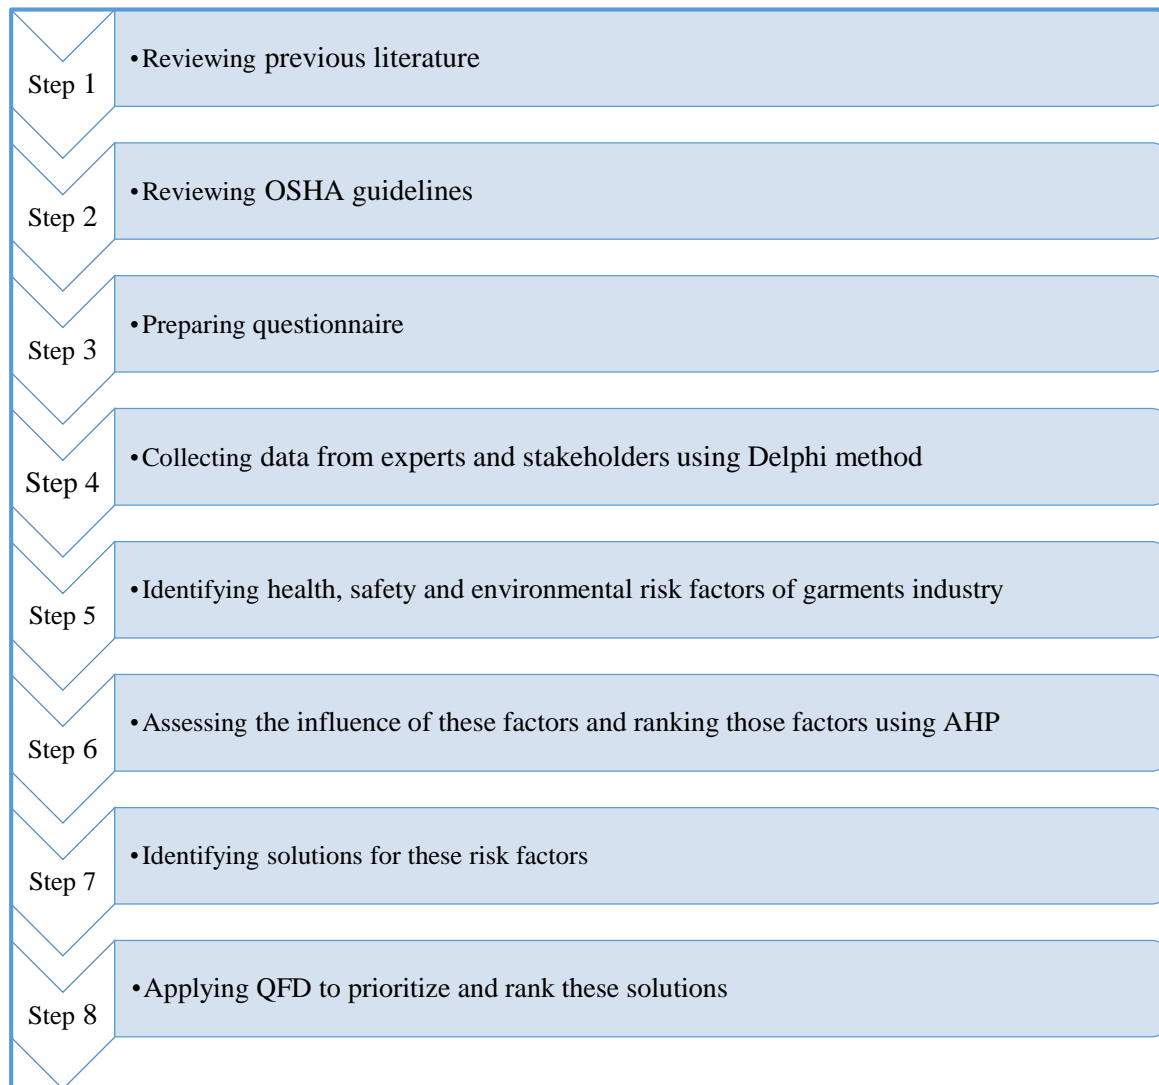 Step 1
•Reviewing previous literature
Step 2
•Reviewing OSHA guidelines
Step 3
•Preparing questionnaire
Step 4
•Collecting data from experts and stakeholders using Delphi method
Step 5
•Identifying health, safety and environmental risk factors of garments industry
Step 6
•Assessing the influence of these factors and ranking those factors using AHP
Step 7
•Identifying solutions for these risk factors
Step 8
•Applying QFD to prioritize and rank these solutions